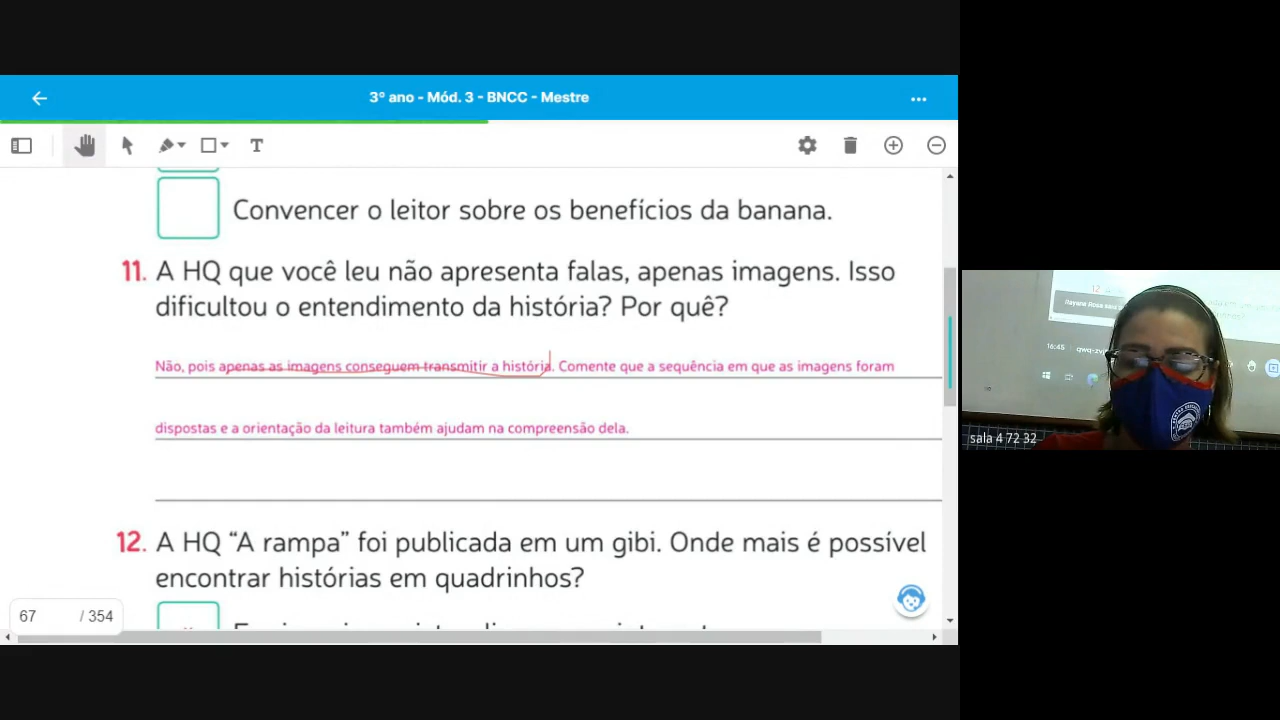 3º ano - Mód. 3 - BNCC - Mestre
T
Convencer o leitor sobre os benefícios da banana.
11. A HQ que você leu não apresenta falas, apenas imagens. Isso
dificultou o entendimento da história? Por quê?
Não, pois apenas as imagens conseguem transmitir a história. Comente que a sequência em que as imagens foram
dispostas e a orientação da leitura também ajudam na compreensão dela.
12. A HQ “A rampa” foi publicada em um gibi. Onde mais é possível
encontrar histórias em quadrinhos?
67 / 354
12
16:45
sala 4 72 32